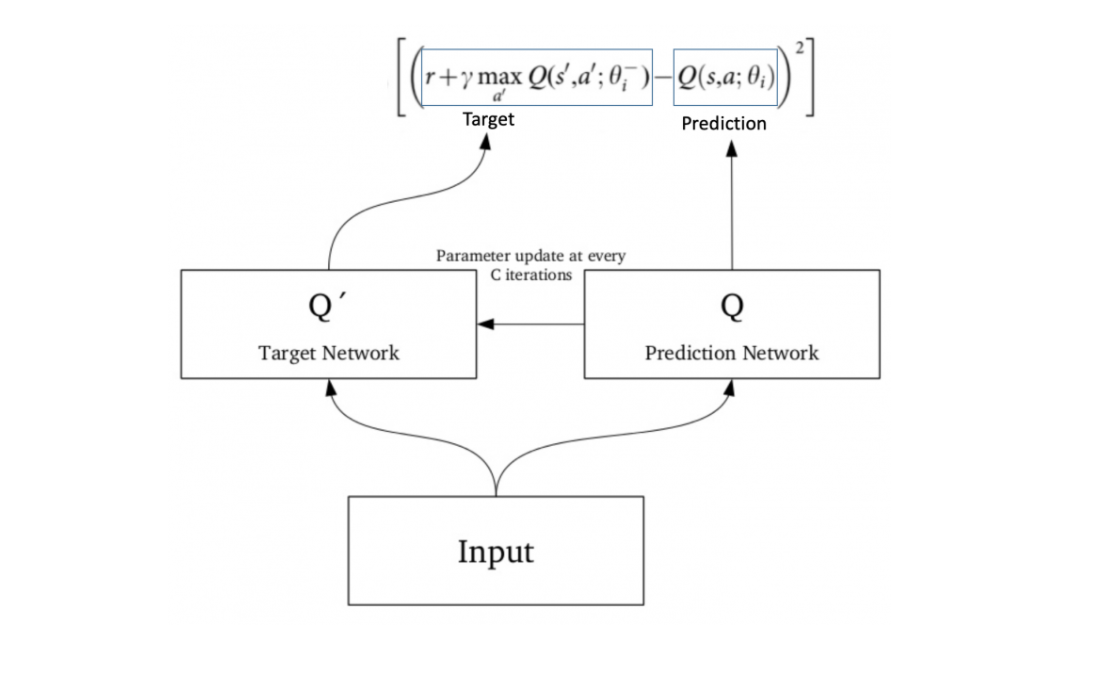 [(r + γ max Q(s′,a′; θᵢ⁻) − Q(s,a; θᵢ))²]
a′
Target
Prediction
Parameter update at every
C iterations
Q′
Target Network
Q
Prediction Network
Input